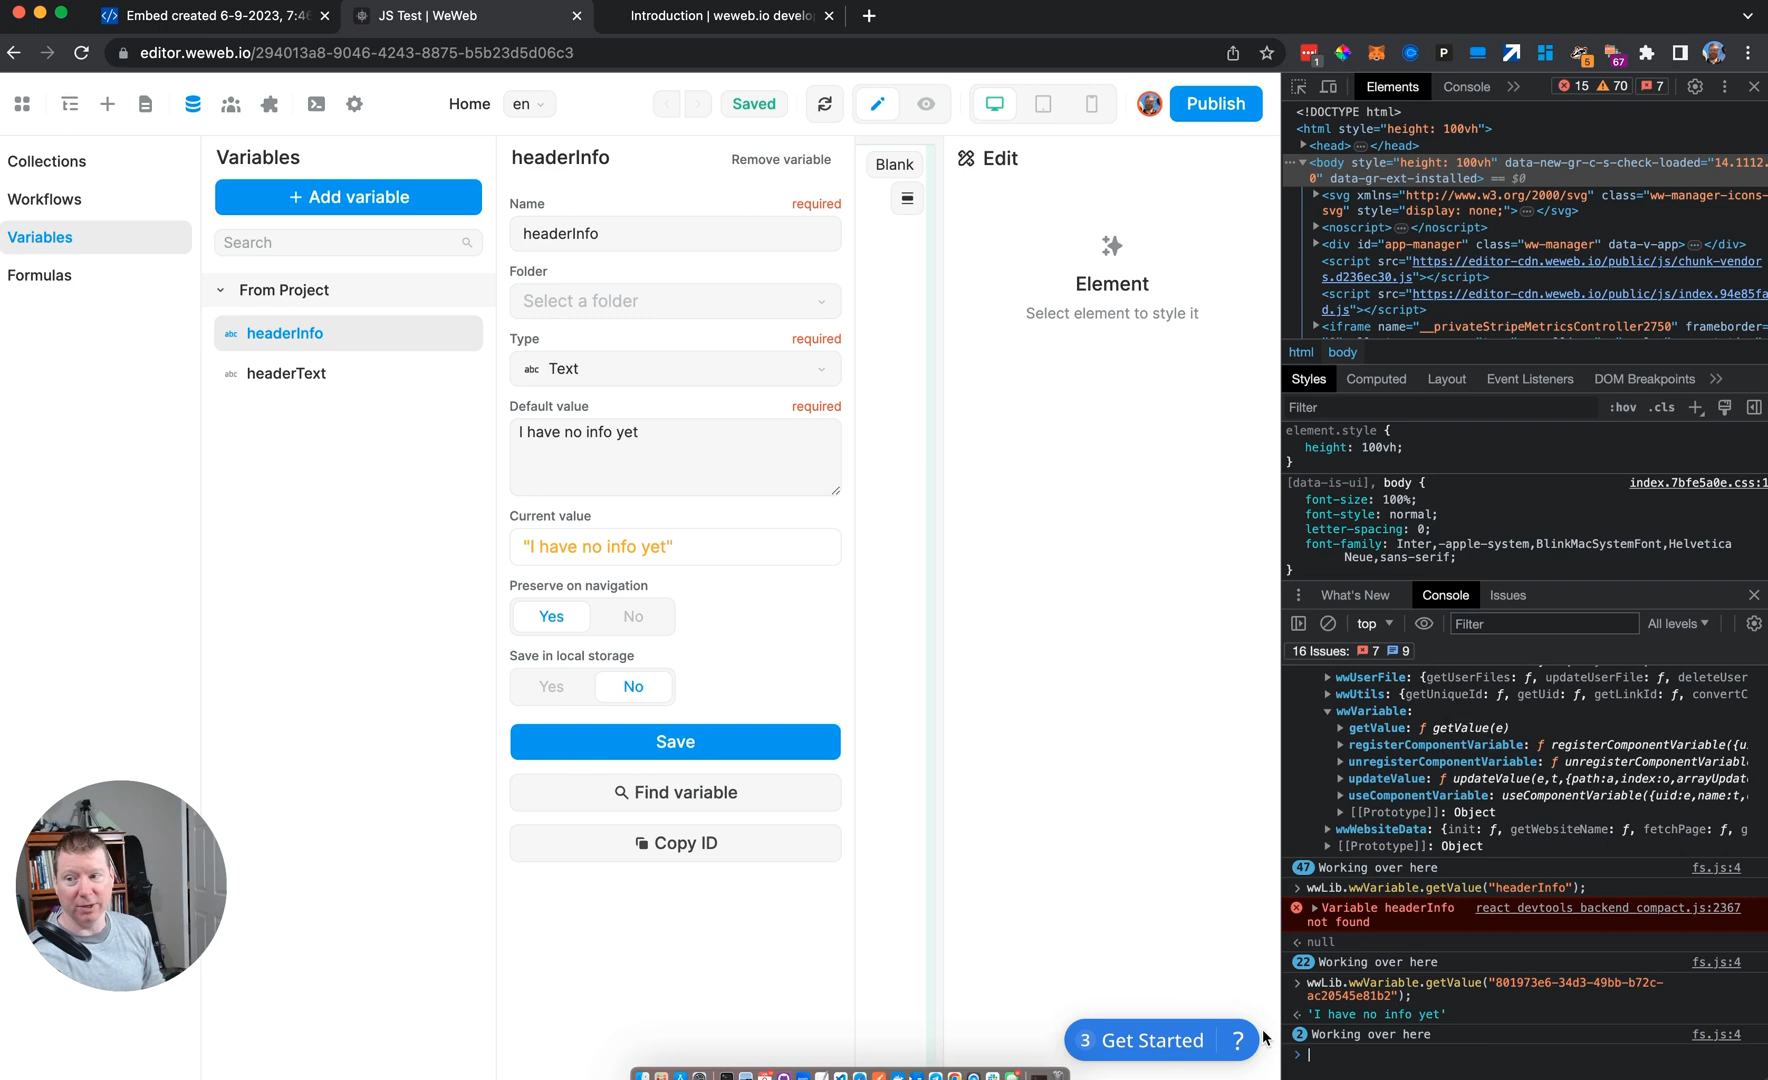 Embed created 6-9-2023, 7:46
JS Test | WeWeb
Introduction | weweb.io develo
editor.weweb.io/294013a8-9046-4243-8875-b5b23d5d06c3
1
P
5
67
Home
en
Saved
Publish
Elements
Console
15
70
7
Collections
Workflows
Variables
Formulas
Variables
+ Add variable
Search
From Project
abc headerInfo
abc headerText
headerInfo
Remove variable
Name
required
headerInfo
Folder
Select a folder
Type
required
abc Text
Default value
required
I have no info yet
Current value
"I have no info yet"
Preserve on navigation
Yes
No
Save in local storage
Yes
No
Save
Find variable
Copy ID
Blank
Edit
Element
Select element to style it
3 Get Started
?
<!DOCTYPE html>
<html style="height: 100vh">
<head> </head>
<body style="height: 100vh" data-new-gr-c-s-check-loaded="14.1112.
0" data-gr-ext-installed> == $0
<svg xmlns="http://www.w3.org/2000/svg" class="ww-manager-icons-
svg" style="display: none;"> </svg>
<noscript> </noscript>
<div id="app-manager" class="ww-manager" data-v-app> </div>
<script src="https://editor-cdn.weweb.io/public/js/chunk-vendor
s.d236ec30.js"></script>
<script src="https://editor-cdn.weweb.io/public/js/index.94e85fa
d.js"></script>
<iframe name="__privateStripeMetricsController2750" frameborder=
html
body
Styles
Computed
Layout
Event Listeners
DOM Breakpoints
Filter
:hov
.cls
element.style {
height: 100vh;
}
[data-is-ui], body {
index.7bfe5a0e.css:1
font-size: 100%;
font-style: normal;
letter-spacing: 0;
font-family: Inter,-apple-system,BlinkMacSystemFont,Helvetica
Neue,sans-serif;
}
What's New
Console
Issues
top
Filter
All levels
16 Issues: 7 9
wwUserFile: {getUserFiles: ƒ, updateUserFile: ƒ, deleteUser
wwUtils: {getUniqueId: ƒ, getUid: ƒ, getLinkId: ƒ, convertC
wwVariable:
getValue: ƒ getValue(e)
registerComponentVariable: ƒ registerComponentVariable({u
unregisterComponentVariable: ƒ unregisterComponentVariabl
updateValue: ƒ updateValue(e,t,{path:a,index:o,arrayUpdat
useComponentVariable: useComponentVariable({uid:e,name:t,
[[Prototype]]: Object
wwWebsiteData: {init: ƒ, getWebsiteName: ƒ, fetchPage: ƒ, g
[[Prototype]]: Object
47 Working over here
fs.js:4
wwLib.wwVariable.getValue("headerInfo");
Variable headerInfo
not found
react_devtools_backend_compact.js:2367
null
22 Working over here
fs.js:4
wwLib.wwVariable.getValue("801973e6-34d3-49bb-b72c-
ac20545e81b2");
'I have no info yet'
2 Working over here
fs.js:4